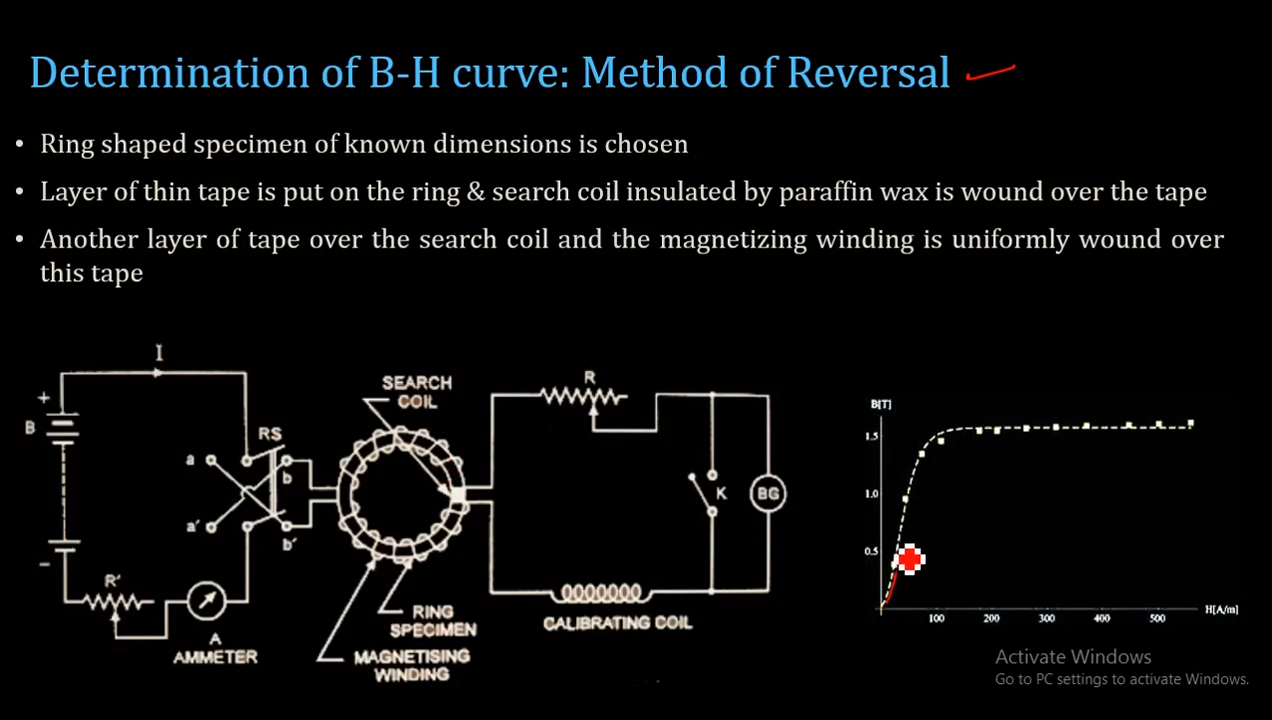 Determination of B-H curve: Method of Reversal
• Ring shaped specimen of known dimensions is chosen
• Layer of thin tape is put on the ring & search coil insulated by paraffin wax is wound over the tape
• Another layer of tape over the search coil and the magnetizing winding is uniformly wound over
this tape
I
+
B
−
R'
A
AMMETER
RS
a
a'
b
b'
SEARCH
COIL
RING
SPECIMEN
MAGNETISING
WINDING
R
K
BG
CALIBRATING COIL
B[T]
1.5
1.0
0.5
100
200
300
400
500
H[A/m]
Activate Windows
Go to PC settings to activate Windows.